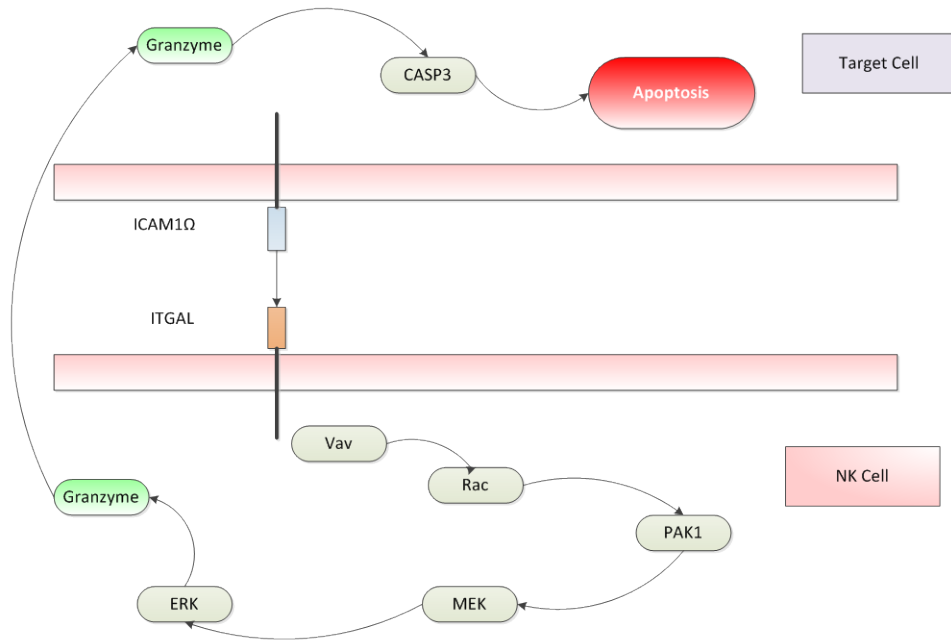 Granzyme
CASP3
Apoptosis
Target Cell
ICAM1Ω
ITGAL
Vav
Rac
NK Cell
Granzyme
PAK1
ERK
MEK